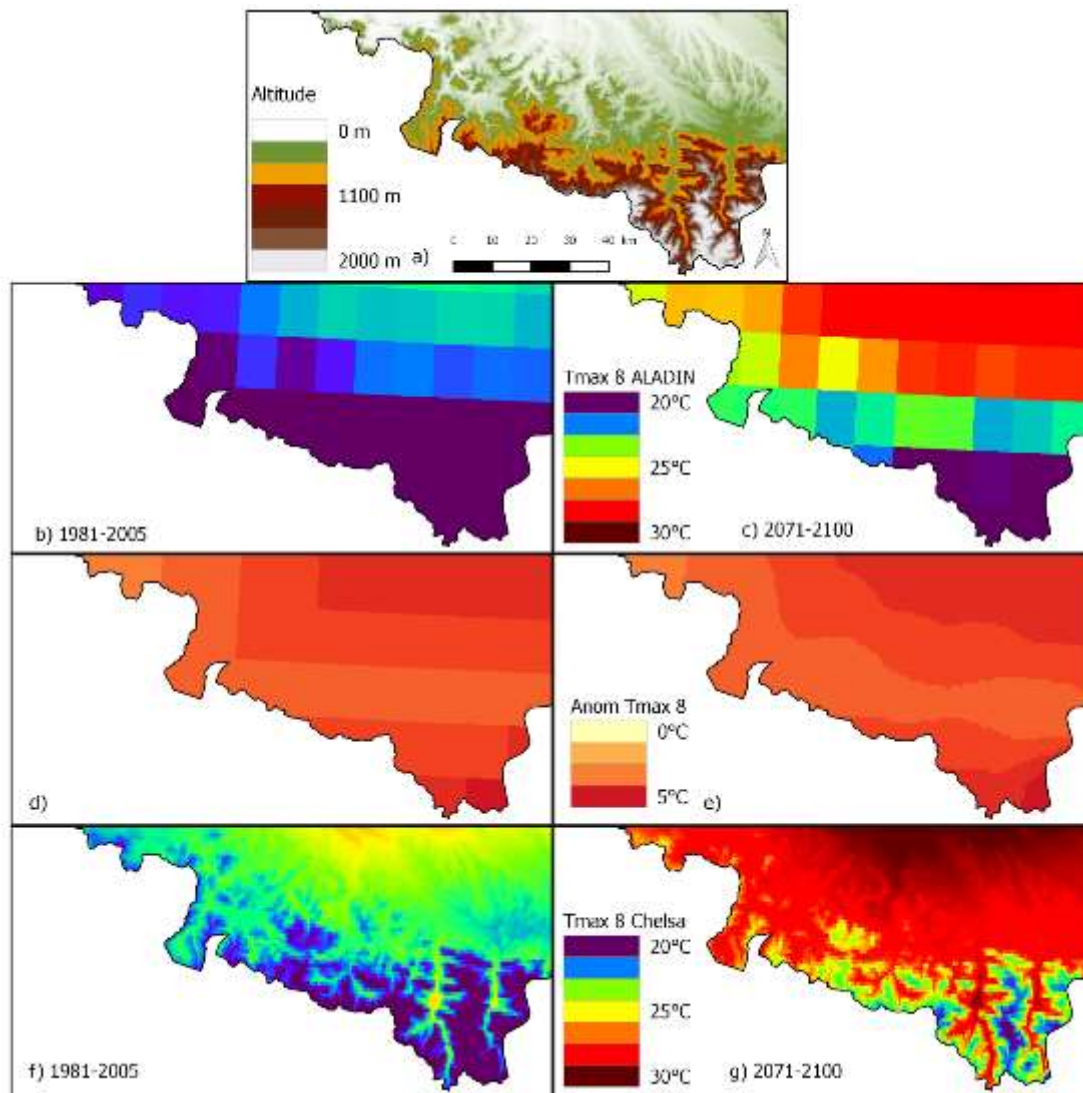 Altitude
0 m
1100 m
2000 m
a)
0 10 20 30 40 km
N
b) 1981-2005
Tmax 8 ALADIN
20°C
25°C
30°C
c) 2071-2100
d)
Anom Tmax 8
0°C
5°C
e)
f) 1981-2005
Tmax 8 Chelsa
20°C
25°C
30°C
g) 2071-2100